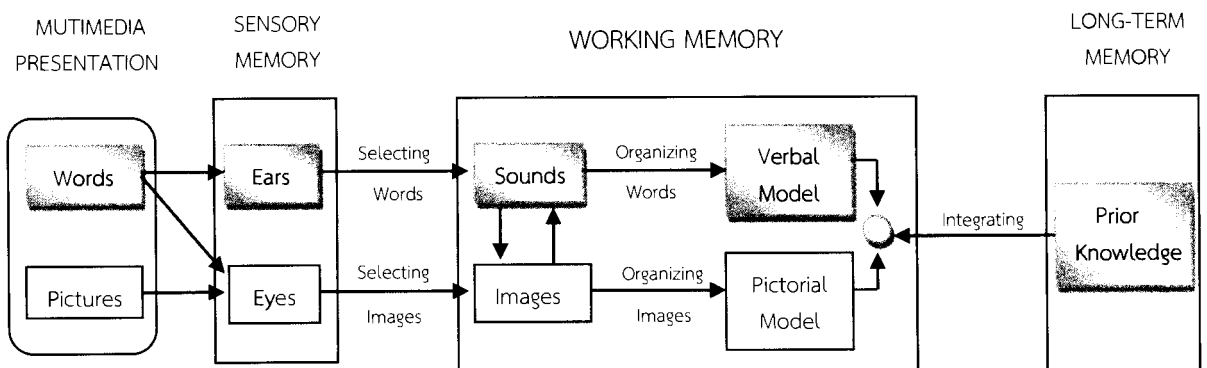 MUTIMEDIA
PRESENTATION
SENSORY
MEMORY
WORKING MEMORY
LONG-TERM
MEMORY
Words
Ears
Selecting
Words
Sounds
Organizing
Words
Verbal
Model
Integrating
Prior
Knowledge
Pictures
Eyes
Selecting
Images
Images
Organizing
Images
Pictorial
Model